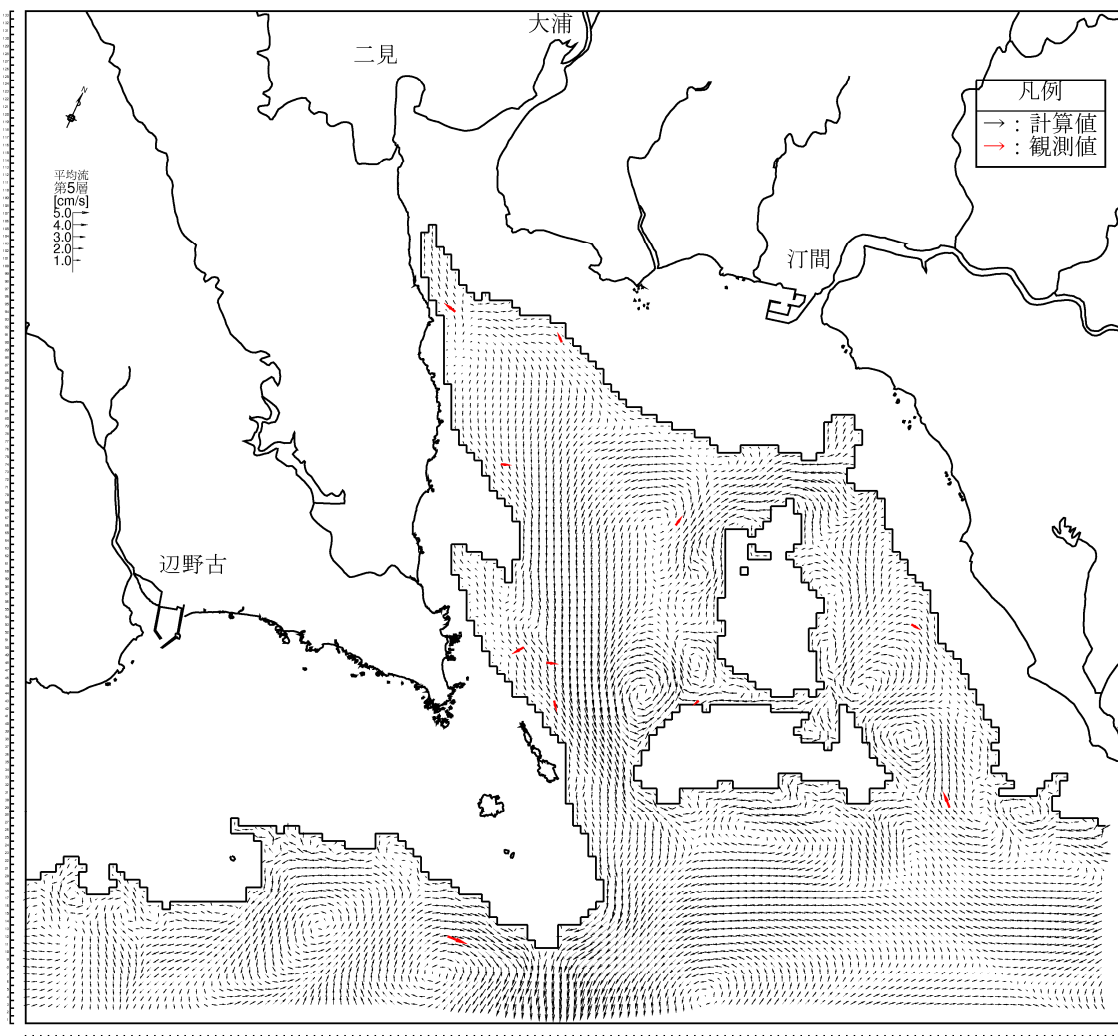 大浦
二見
凡例
→ : 計算値
→ : 観測値
N
平均流
第5層
[cm/s]
5.0
4.0
3.0
2.0
1.0
汀間
辺野古